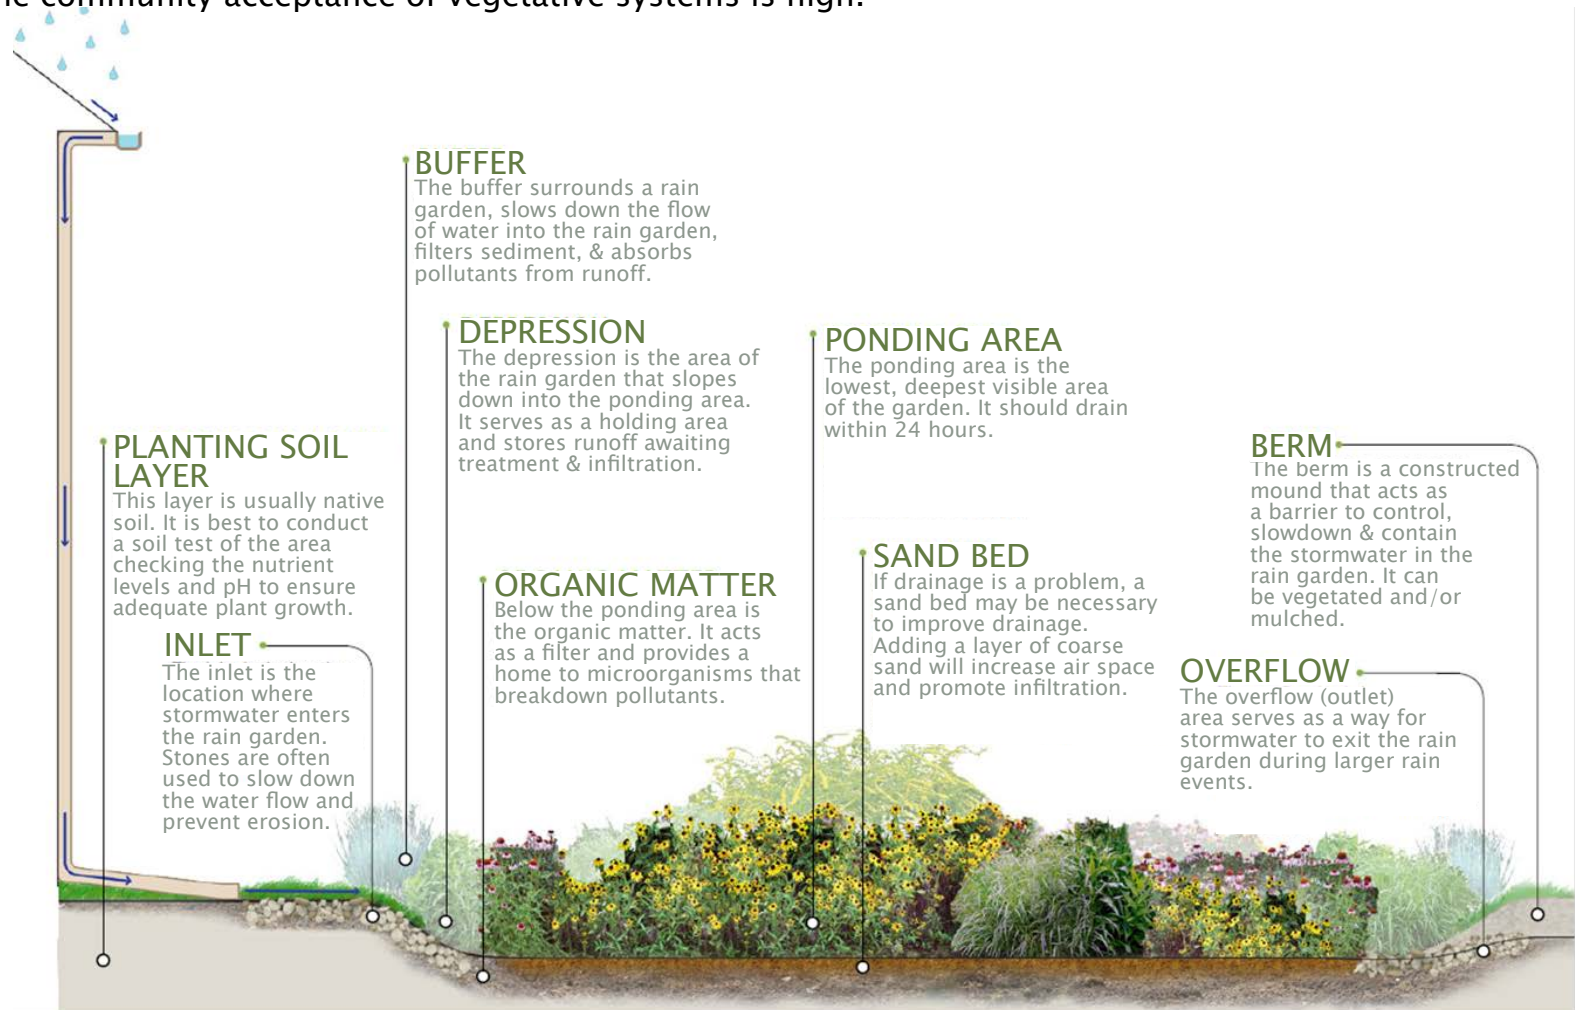 he community acceptance of vegetative systems is high.
BUFFER
The buffer surrounds a rain
garden, slows down the flow
of water into the rain garden,
filters sediment, & absorbs
pollutants from runoff.
DEPRESSION
The depression is the area of
the rain garden that slopes
down into the ponding area.
It serves as a holding area
and stores runoff awaiting
treatment & infiltration.
PONDING AREA
The ponding area is the
lowest, deepest visible area
of the garden. It should drain
within 24 hours.
PLANTING SOIL
LAYER
This layer is usually native
soil. It is best to conduct
a soil test of the area
checking the nutrient
levels and pH to ensure
adequate plant growth.
BERM
The berm is a constructed
mound that acts as
a barrier to control,
slowdown & contain
the stormwater in the
rain garden. It can
be vegetated and/or
mulched.
SAND BED
If drainage is a problem, a
sand bed may be necessary
to improve drainage.
Adding a layer of coarse
sand will increase air space
and promote infiltration.
ORGANIC MATTER
Below the ponding area is
the organic matter. It acts
as a filter and provides a
home to microorganisms that
breakdown pollutants.
INLET
The inlet is the
location where
stormwater enters
the rain garden.
Stones are often
used to slow down
the water flow and
prevent erosion.
OVERFLOW
The overflow (outlet)
area serves as a way for
stormwater to exit the rain
garden during larger rain
events.